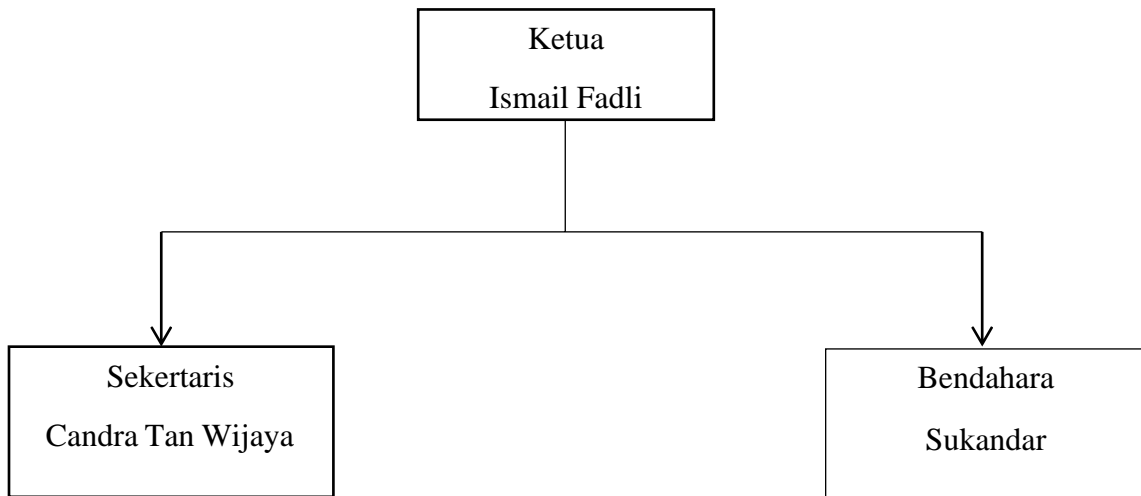 Ketua
Ismail Fadli
Sekertaris
Candra Tan Wijaya
Bendahara
Sukandar